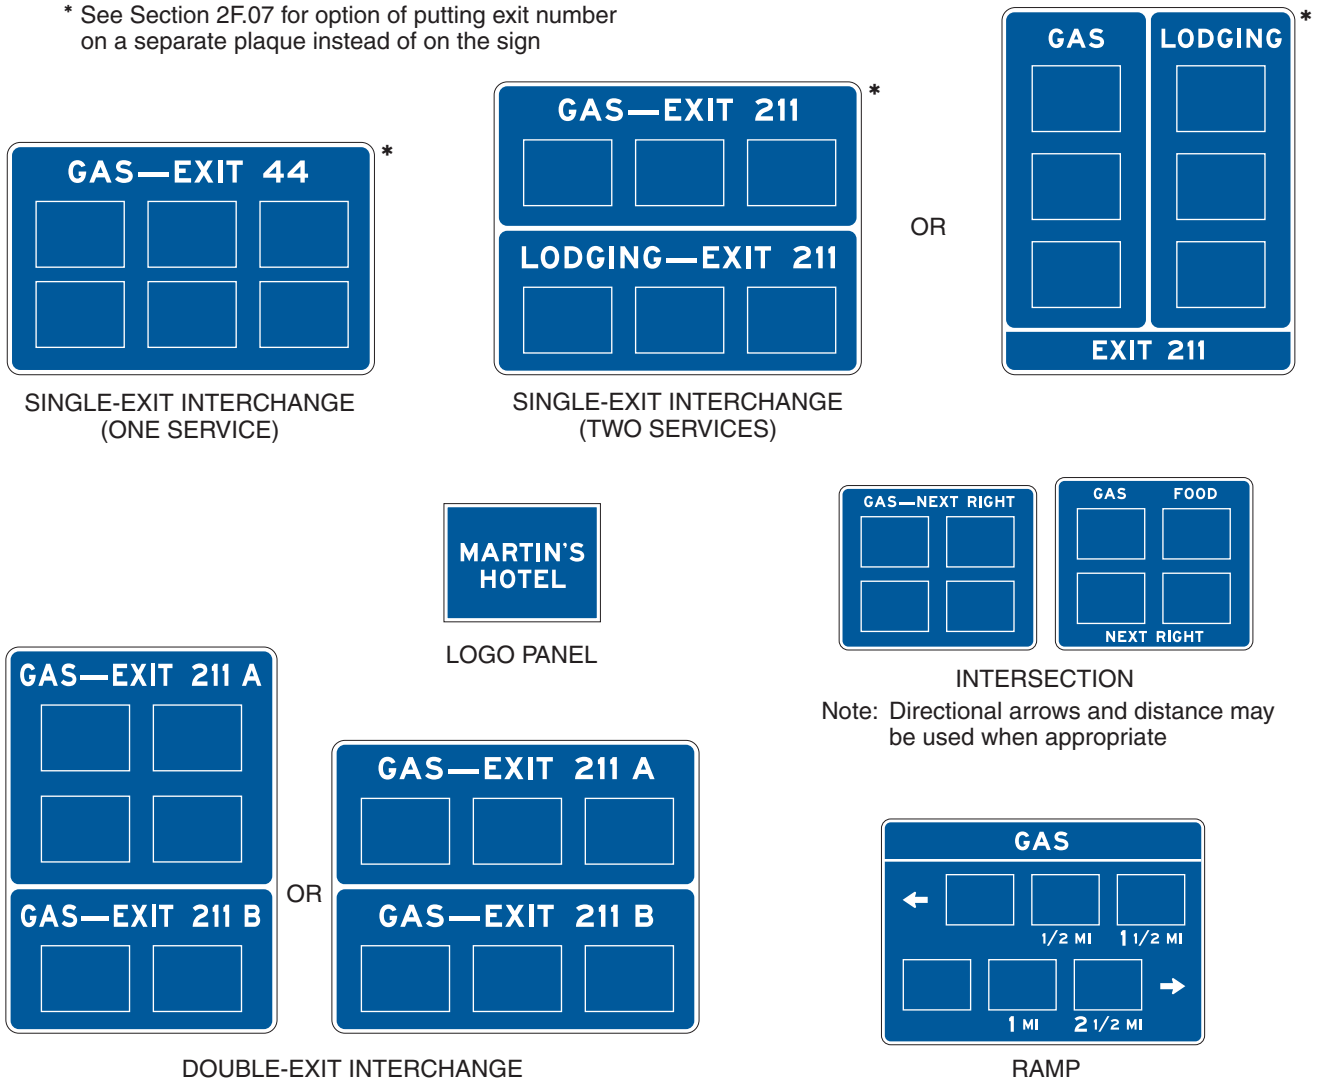 * See Section 2F.07 for option of putting exit number
on a separate plaque instead of on the sign
GAS—EXIT 44
*
SINGLE-EXIT INTERCHANGE
(ONE SERVICE)
GAS—EXIT 211
*
LODGING—EXIT 211
SINGLE-EXIT INTERCHANGE
(TWO SERVICES)
OR
GAS
LODGING
*
EXIT 211
MARTIN'S
HOTEL
LOGO PANEL
GAS—NEXT RIGHT
GAS FOOD
NEXT RIGHT
INTERSECTION
Note: Directional arrows and distance may
be used when appropriate
GAS—EXIT 211 A
GAS—EXIT 211 B
OR
GAS—EXIT 211 A
GAS—EXIT 211 B
DOUBLE-EXIT INTERCHANGE
GAS
1/2 MI 1 1/2 MI
1 MI 2 1/2 MI
RAMP